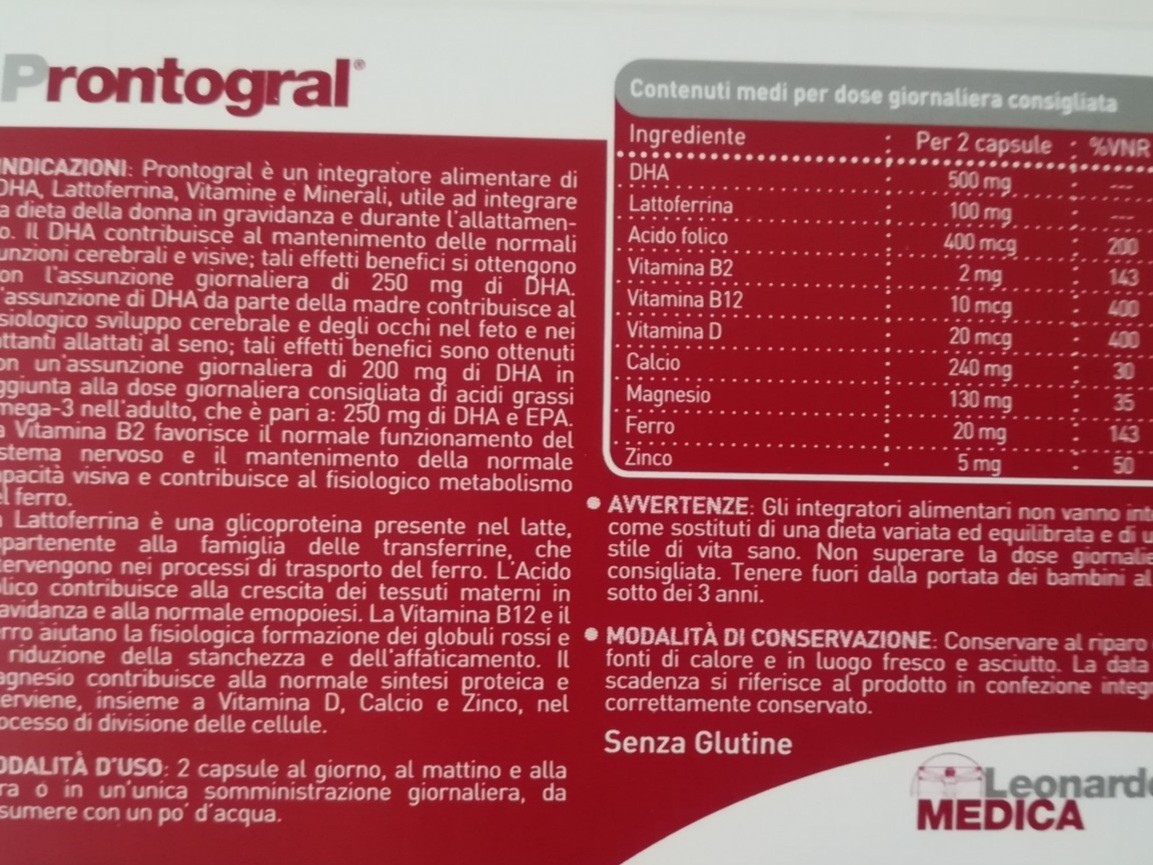 Prontogral®
INDICAZIONI: Prontogral è un integratore alimentare di
DHA, Lattoferrina, Vitamine e Minerali, utile ad integrare
a dieta della donna in gravidanza e durante l'allattamen-
o. Il DHA contribuisce al mantenimento delle normali
unzioni cerebrali e visive; tali effetti benefici si ottengono
on l'assunzione giornaliera di 250 mg di DHA.
'assunzione di DHA da parte della madre contribuisce al
siologico sviluppo cerebrale e degli occhi nel feto e nei
ttanti allattati al seno; tali effetti benefici sono ottenuti
on un'assunzione giornaliera di 200 mg di DHA in
ggiunta alla dose giornaliera consigliata di acidi grassi
mega-3 nell'adulto, che è pari a: 250 mg di DHA e EPA.
a Vitamina B2 favorisce il normale funzionamento del
stema nervoso e il mantenimento della normale
pacità visiva e contribuisce al fisiologico metabolismo
l ferro.
Lattoferrina è una glicoproteina presente nel latte,
partenente alla famiglia delle transferrine, che
tervengono nei processi di trasporto del ferro. L'Acido
lico contribuisce alla crescita dei tessuti materni in
avidanza e alla normale emopoiesi. La Vitamina B12 e il
rro aiutano la fisiologica formazione dei globuli rossi e
riduzione della stanchezza e dell'affaticamento. Il
agnesio contribuisce alla normale sintesi proteica e
erviene, insieme a Vitamina D, Calcio e Zinco, nel
ocesso di divisione delle cellule.
ODALITÀ D'USO: 2 capsule al giorno, al mattino e alla
ra o in un'unica somministrazione giornaliera, da
sumere con un po' d'acqua.
Contenuti medi per dose giornaliera consigliata
Ingrediente : Per 2 capsule : %VNR
DHA 500 mg ---
Lattoferrina 100 mg ---
Acido folico 400 mcg 200
Vitamina B2 2 mg 143
Vitamina B12 10 mcg 400
Vitamina D 20 mcg 400
Calcio 240 mg 30
Magnesio 130 mg 35
Ferro 20 mg 143
Zinco 5 mg 50
• AVVERTENZE: Gli integratori alimentari non vanno inte
come sostituti di una dieta variata ed equilibrata e di u
stile di vita sano. Non superare la dose giornalie
consigliata. Tenere fuori dalla portata dei bambini al
sotto dei 3 anni.
• MODALITÀ DI CONSERVAZIONE: Conservare al riparo
fonti di calore e in luogo fresco e asciutto. La data
scadenza si riferisce al prodotto in confezione integr
correttamente conservato.
Senza Glutine
Leonardo
MEDICA